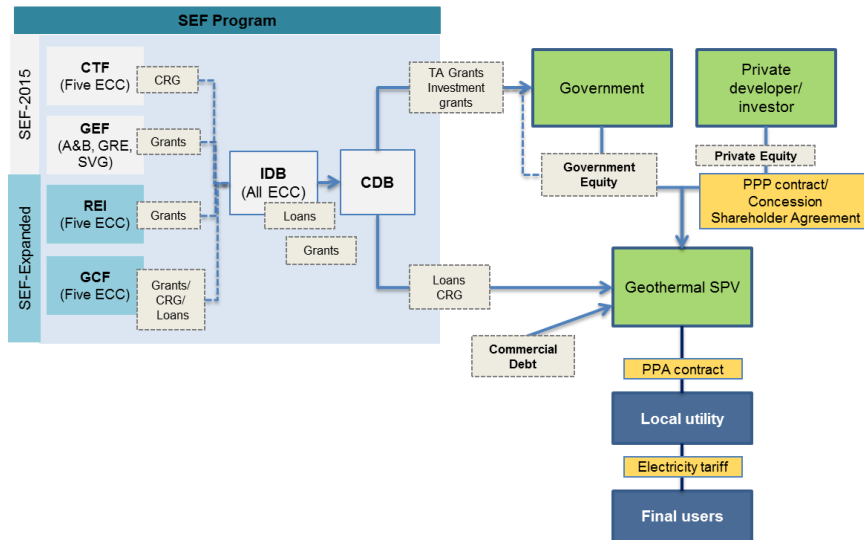 SEF Program
SEF-2015
CTF
(Five ECC)
CRG
GEF
(A&B, GRE,
SVG)
Grants
SEF-Expanded
REI
(Five ECC)
Grants
GCF
(Five ECC)
Grants/
CRG/
Loans
IDB
(All ECC)
Loans
Grants
CDB
TA Grants
Investment
grants
Government
Private
developer/
investor
Government
Equity
Private Equity
PPP contract/
Concession
Shareholder Agreement
Loans
CRG
Geothermal SPV
Commercial
Debt
PPA contract
Local utility
Electricity tariff
Final users